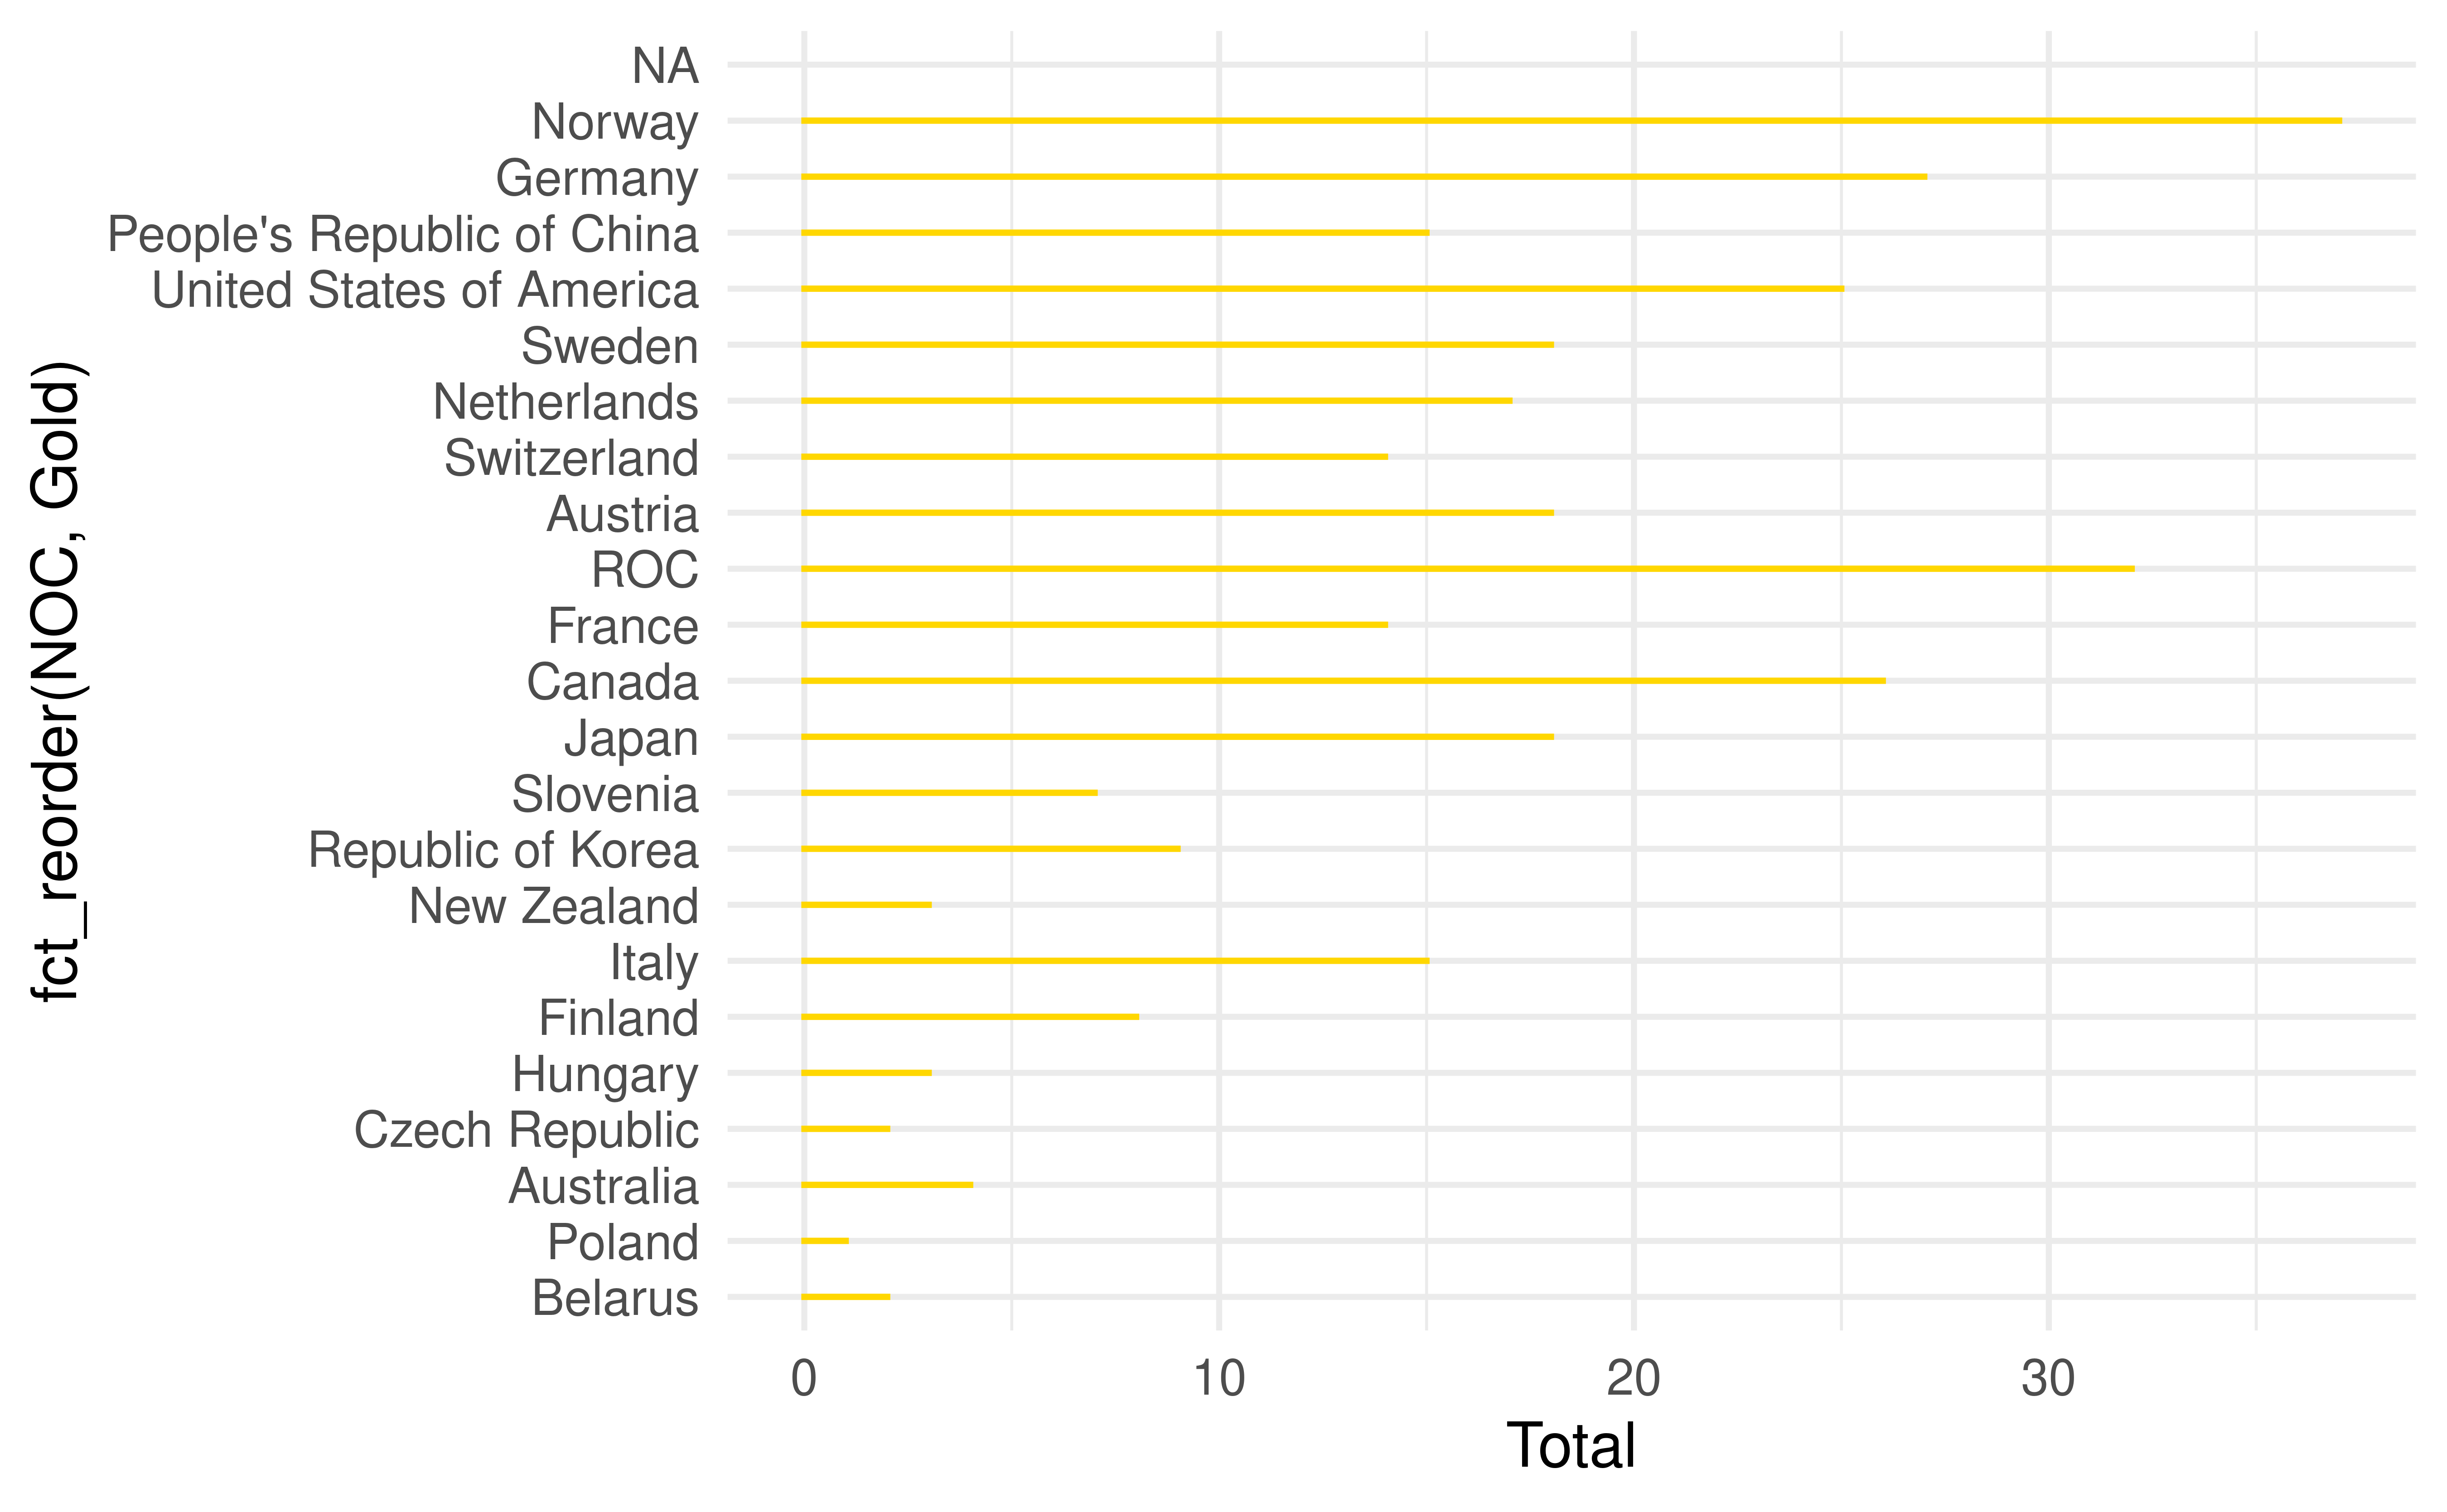 NA
Norway
Germany
People's Republic of China
United States of America
Sweden
Netherlands
Switzerland
Austria
ROC
France
Canada
Japan
Slovenia
Republic of Korea
New Zealand
Italy
Finland
Hungary
Czech Republic
Australia
Poland
Belarus
fct_reorder(NOC, Gold)
0 10 20 30
Total